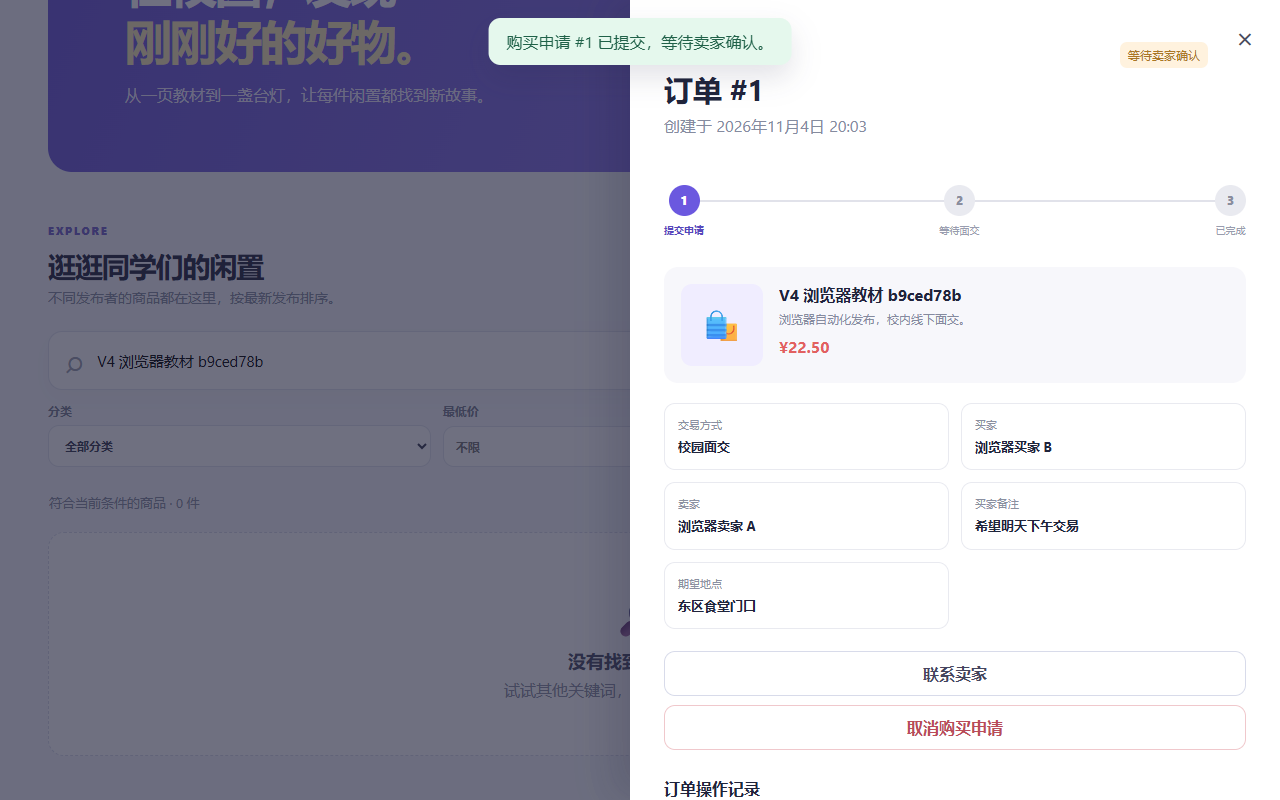 刚刚好的好物。
从一页教材到一盏台灯，让每件闲置都找到新故事。
EXPLORE
逛逛同学们的闲置
不同发布者的商品都在这里，按最新发布排序。
V4 浏览器教材 b9ced78b
分类
最低价
全部分类
不限
符合当前条件的商品 · 0 件
没有找到
试试其他关键词，
购买申请 #1 已提交，等待卖家确认。
等待卖家确认
订单 #1
创建于 2026年11月4日 20:03
1
2
3
提交申请
等待面交
已完成
V4 浏览器教材 b9ced78b
浏览器自动化发布，校内线下面交。
¥22.50
交易方式
校园面交
买家
浏览器买家 B
卖家
浏览器卖家 A
买家备注
希望明天下午交易
期望地点
东区食堂门口
联系卖家
取消购买申请
订单操作记录